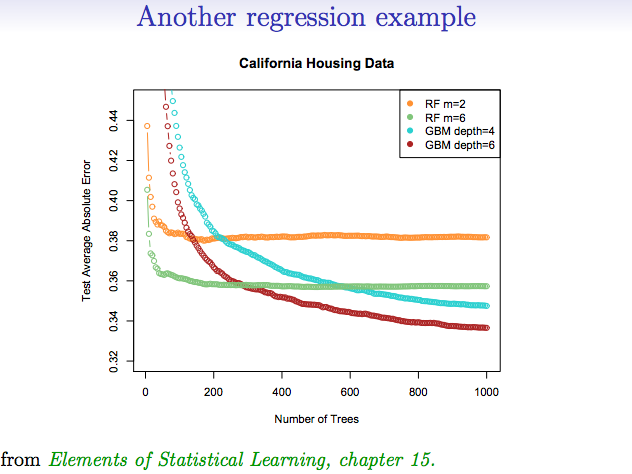 Another regression example
California Housing Data
RF m=2
RF m=6
GBM depth=4
GBM depth=6
0.44
0.42
0.40
0.38
0.36
0.34
0.32
Test Average Absolute Error
0 200 400 600 800 1000
Number of Trees
from Elements of Statistical Learning, chapter 15.